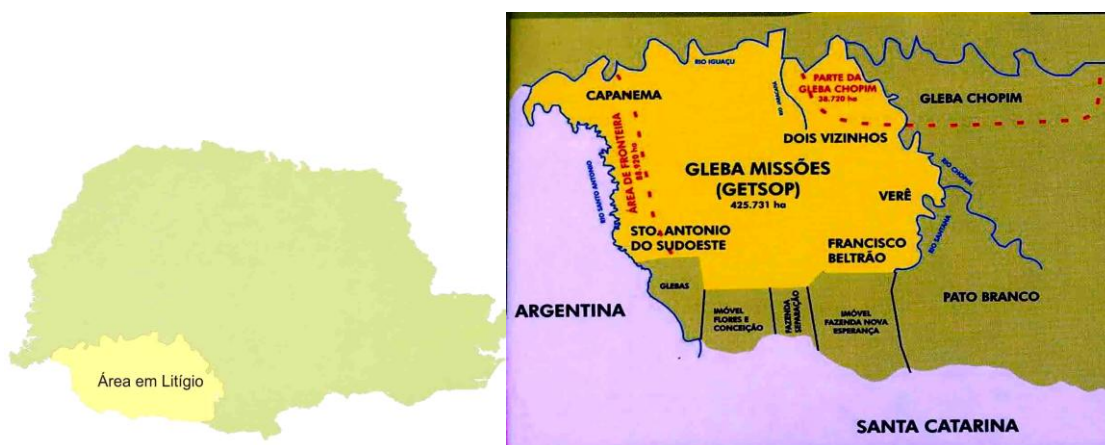 Área em Litígio
RIO IGUAÇU
CAPANEMA
PARTE DA
GLEBA CHOPIM
38.720 ha
GLEBA CHOPIM
DOIS VIZINHOS
ÁREA DE FRONTEIRA
RIO SANTO ANTONIO
GLEBA MISSÕES
(GETSOP)
425.731 ha
RIO CHOPIM
VERÊ
RIO SANTANA
STO. ANTONIO
DO SUDOESTE
FRANCISCO
BELTRÃO
GLEBAS
ARGENTINA
IMÓVEL
FLORES E
CONCEIÇÃO
FAZENDA
SEPARAÇÃO
IMÓVEL
FAZENDA NOVA
ESPERANÇA
PATO BRANCO
SANTA CATARINA